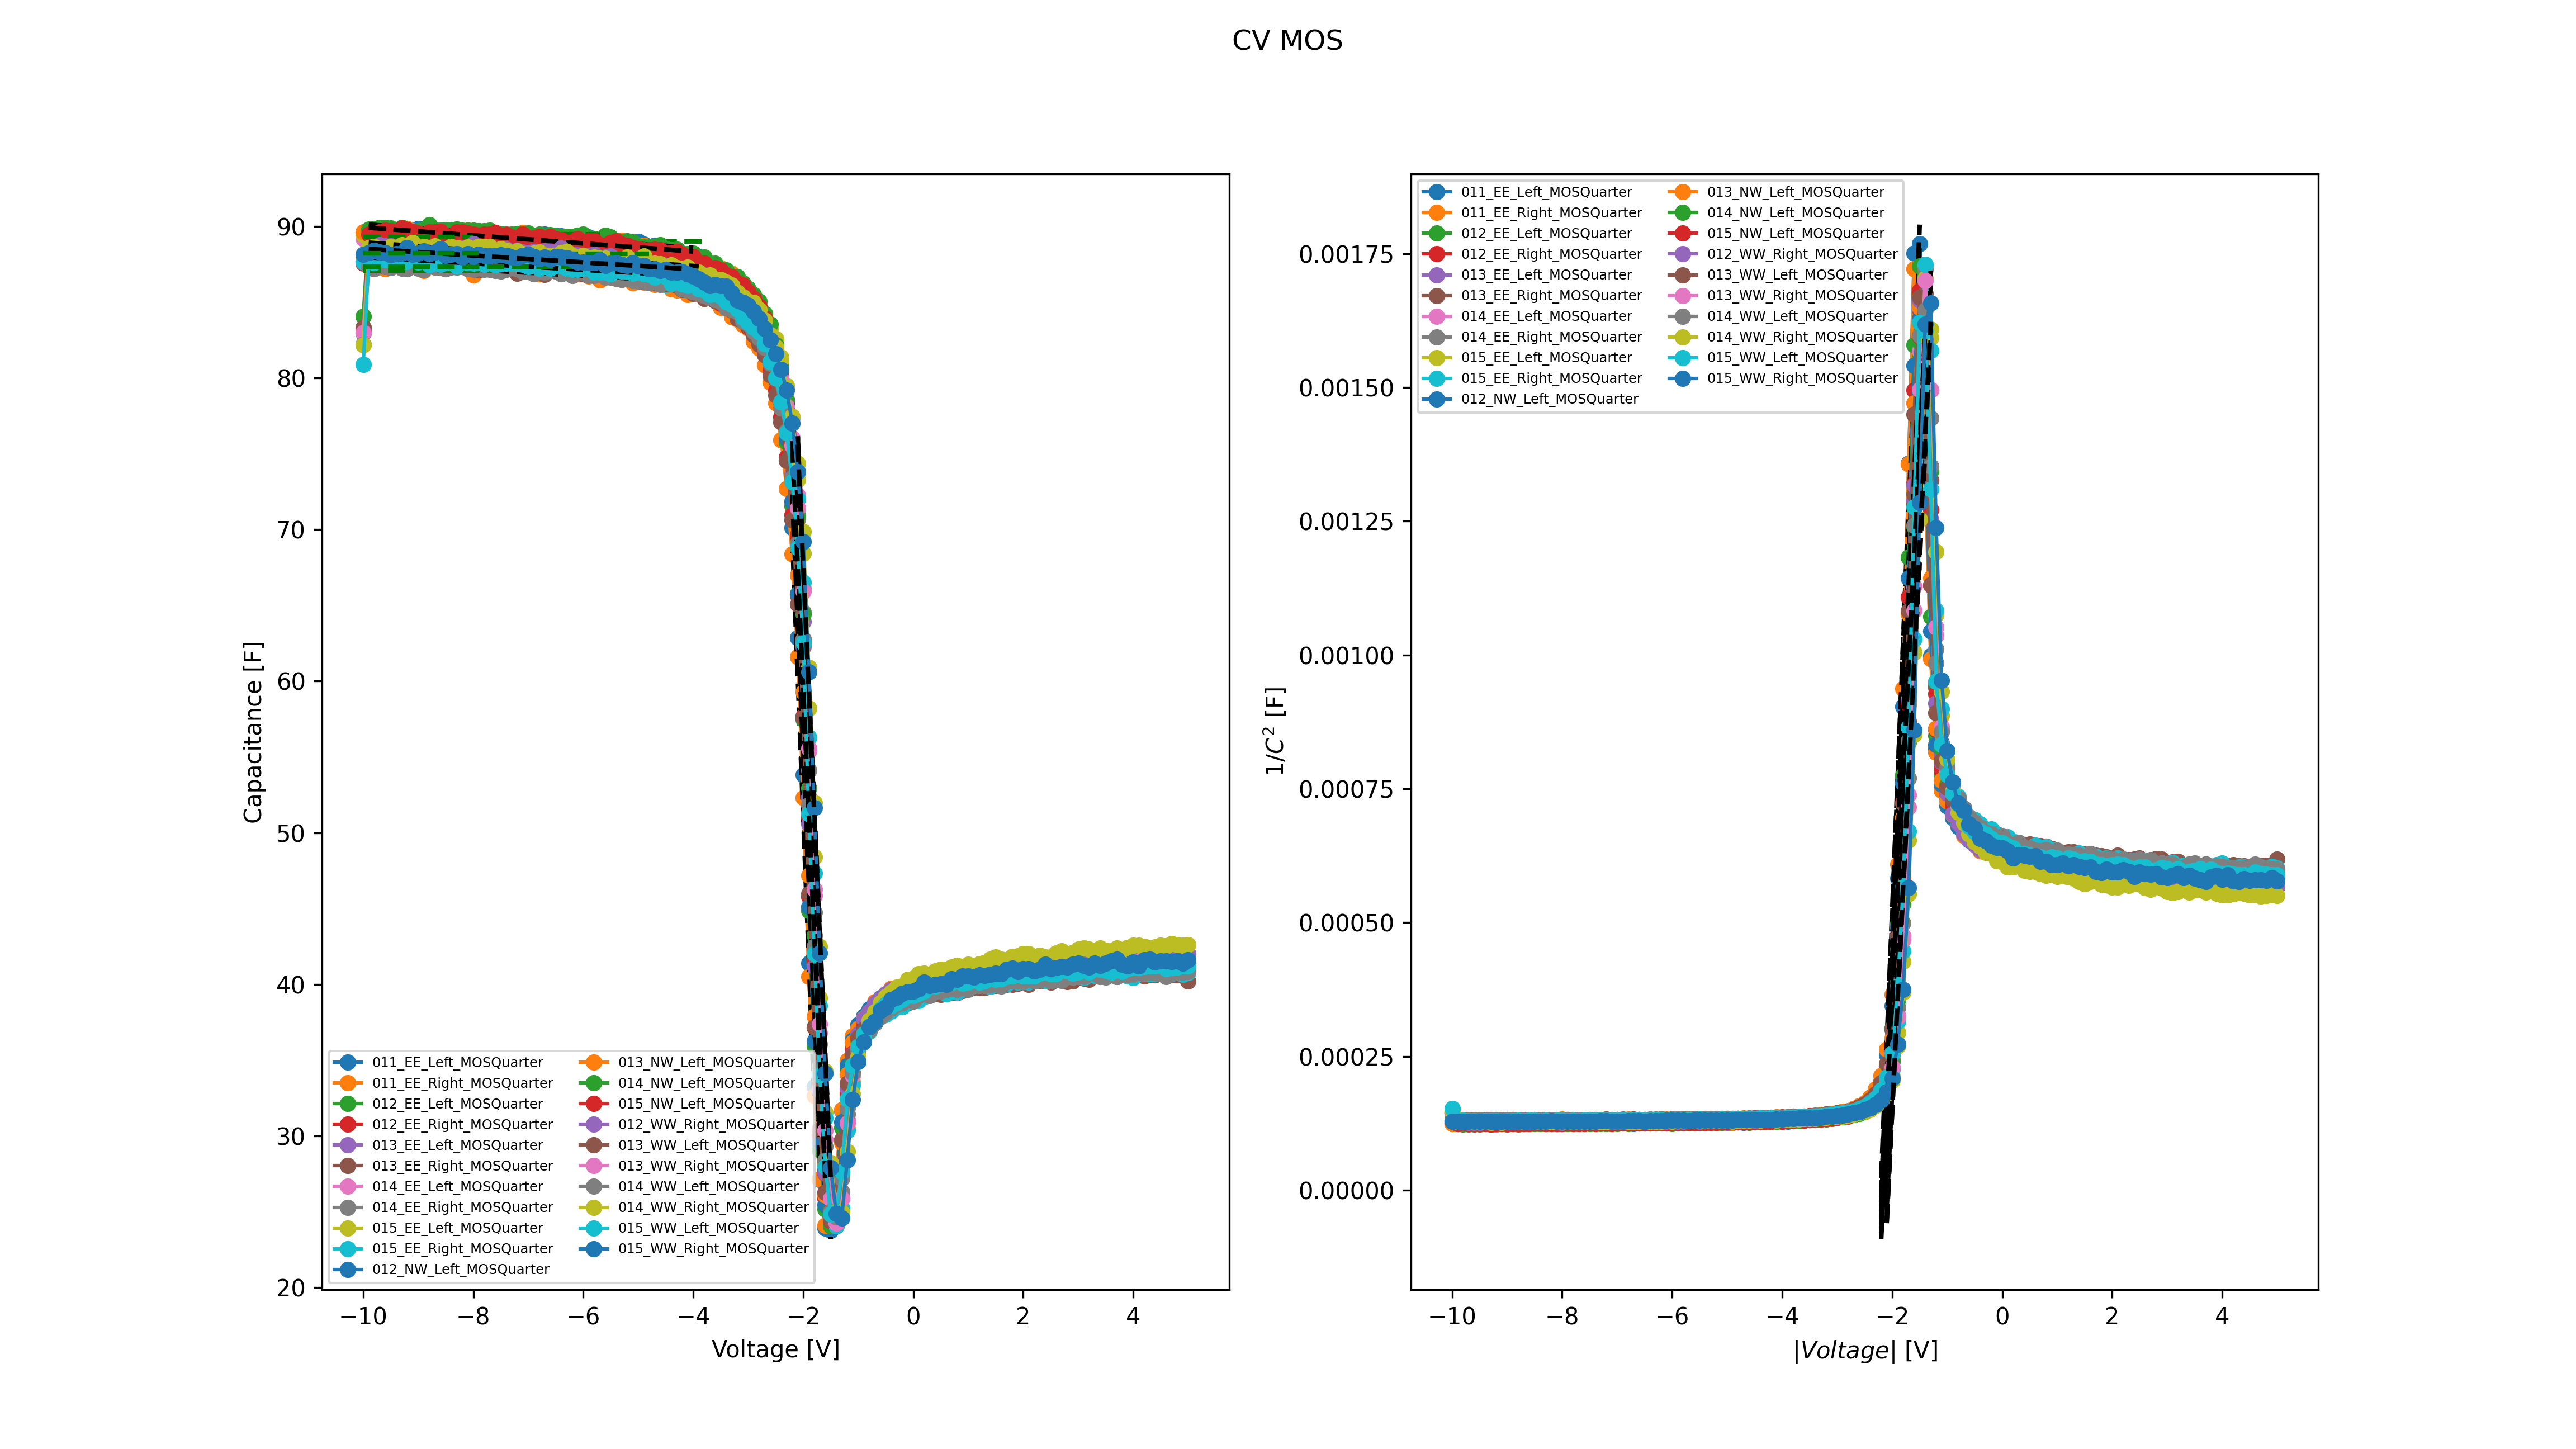 CV MOS
Capacitance [F]
90
80
70
60
50
40
30
20
011_EE_Left_MOSQuarter
011_EE_Right_MOSQuarter
012_EE_Left_MOSQuarter
012_EE_Right_MOSQuarter
013_EE_Left_MOSQuarter
013_EE_Right_MOSQuarter
014_EE_Left_MOSQuarter
014_EE_Right_MOSQuarter
015_EE_Left_MOSQuarter
015_EE_Right_MOSQuarter
012_NW_Left_MOSQuarter
013_NW_Left_MOSQuarter
014_NW_Left_MOSQuarter
015_NW_Left_MOSQuarter
012_WW_Right_MOSQuarter
013_WW_Left_MOSQuarter
013_WW_Right_MOSQuarter
014_WW_Left_MOSQuarter
014_WW_Right_MOSQuarter
015_WW_Left_MOSQuarter
015_WW_Right_MOSQuarter
−10 −8 −6 −4 −2 0 2 4
Voltage [V]
1/C² [F]
0.00175
0.00150
0.00125
0.00100
0.00075
0.00050
0.00025
0.00000
011_EE_Left_MOSQuarter
011_EE_Right_MOSQuarter
012_EE_Left_MOSQuarter
012_EE_Right_MOSQuarter
013_EE_Left_MOSQuarter
013_EE_Right_MOSQuarter
014_EE_Left_MOSQuarter
014_EE_Right_MOSQuarter
015_EE_Left_MOSQuarter
015_EE_Right_MOSQuarter
012_NW_Left_MOSQuarter
013_NW_Left_MOSQuarter
014_NW_Left_MOSQuarter
015_NW_Left_MOSQuarter
012_WW_Right_MOSQuarter
013_WW_Left_MOSQuarter
013_WW_Right_MOSQuarter
014_WW_Left_MOSQuarter
014_WW_Right_MOSQuarter
015_WW_Left_MOSQuarter
015_WW_Right_MOSQuarter
−10 −8 −6 −4 −2 0 2 4
|Voltage| [V]